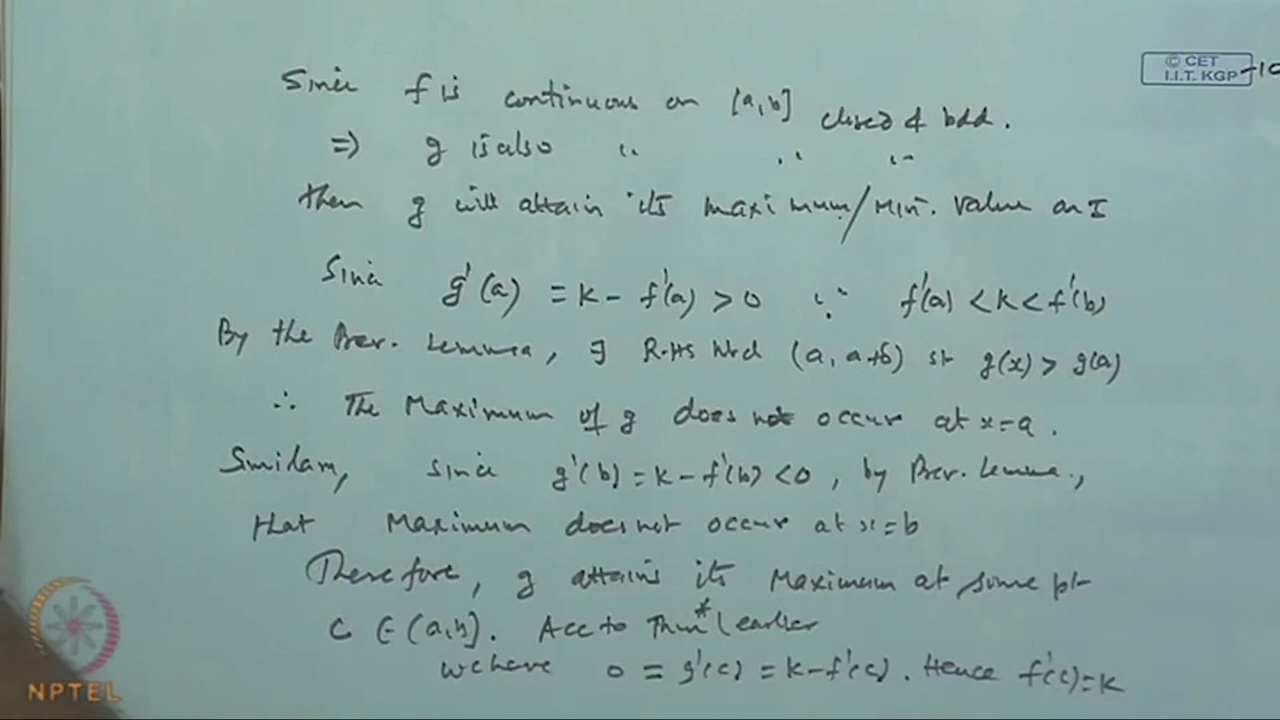 © CET
I.I.T. KGP
Since f is continuous on [a,b] closed & bdd.
⇒ g is also " " "
then g will attain its maximum/Min. value on I
Since g'(a) = k - f'(a) > 0 ∵ f'(a) < k < f'(b)
By the Prev. Lemma, ∃ R.H.S Nbd (a, a+δ) st g(x) > g(a)
∴ The Maximum of g does not occur at x=a.
Similarly, since g'(b) = k - f'(b) < 0, by Prev. Lemma.,
that Maximum does not occur at x=b
Therefore, g attains its Maximum at some pt
C ∈ (a,b]. Acc to Thm* (earlier
we have 0 = g'(c) = k - f'(c). Hence f'(c) = k
NPTEL